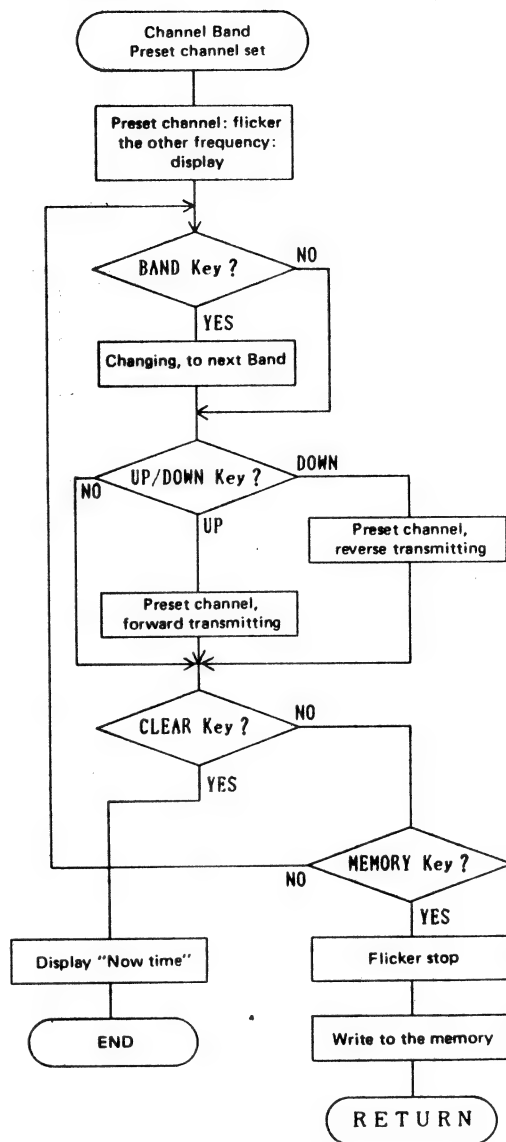 Channel Band
Preset channel set
Preset channel: flicker
the other frequency:
display
BAND Key?
NO
YES
Changing, to next Band
UP/DOWN Key?
NO
DOWN
UP
Preset channel,
reverse transmitting
Preset channel,
forward transmitting
CLEAR Key?
NO
YES
MEMORY Key?
NO
YES
Display "Now time"
Flicker stop
END
Write to the memory
RETURN